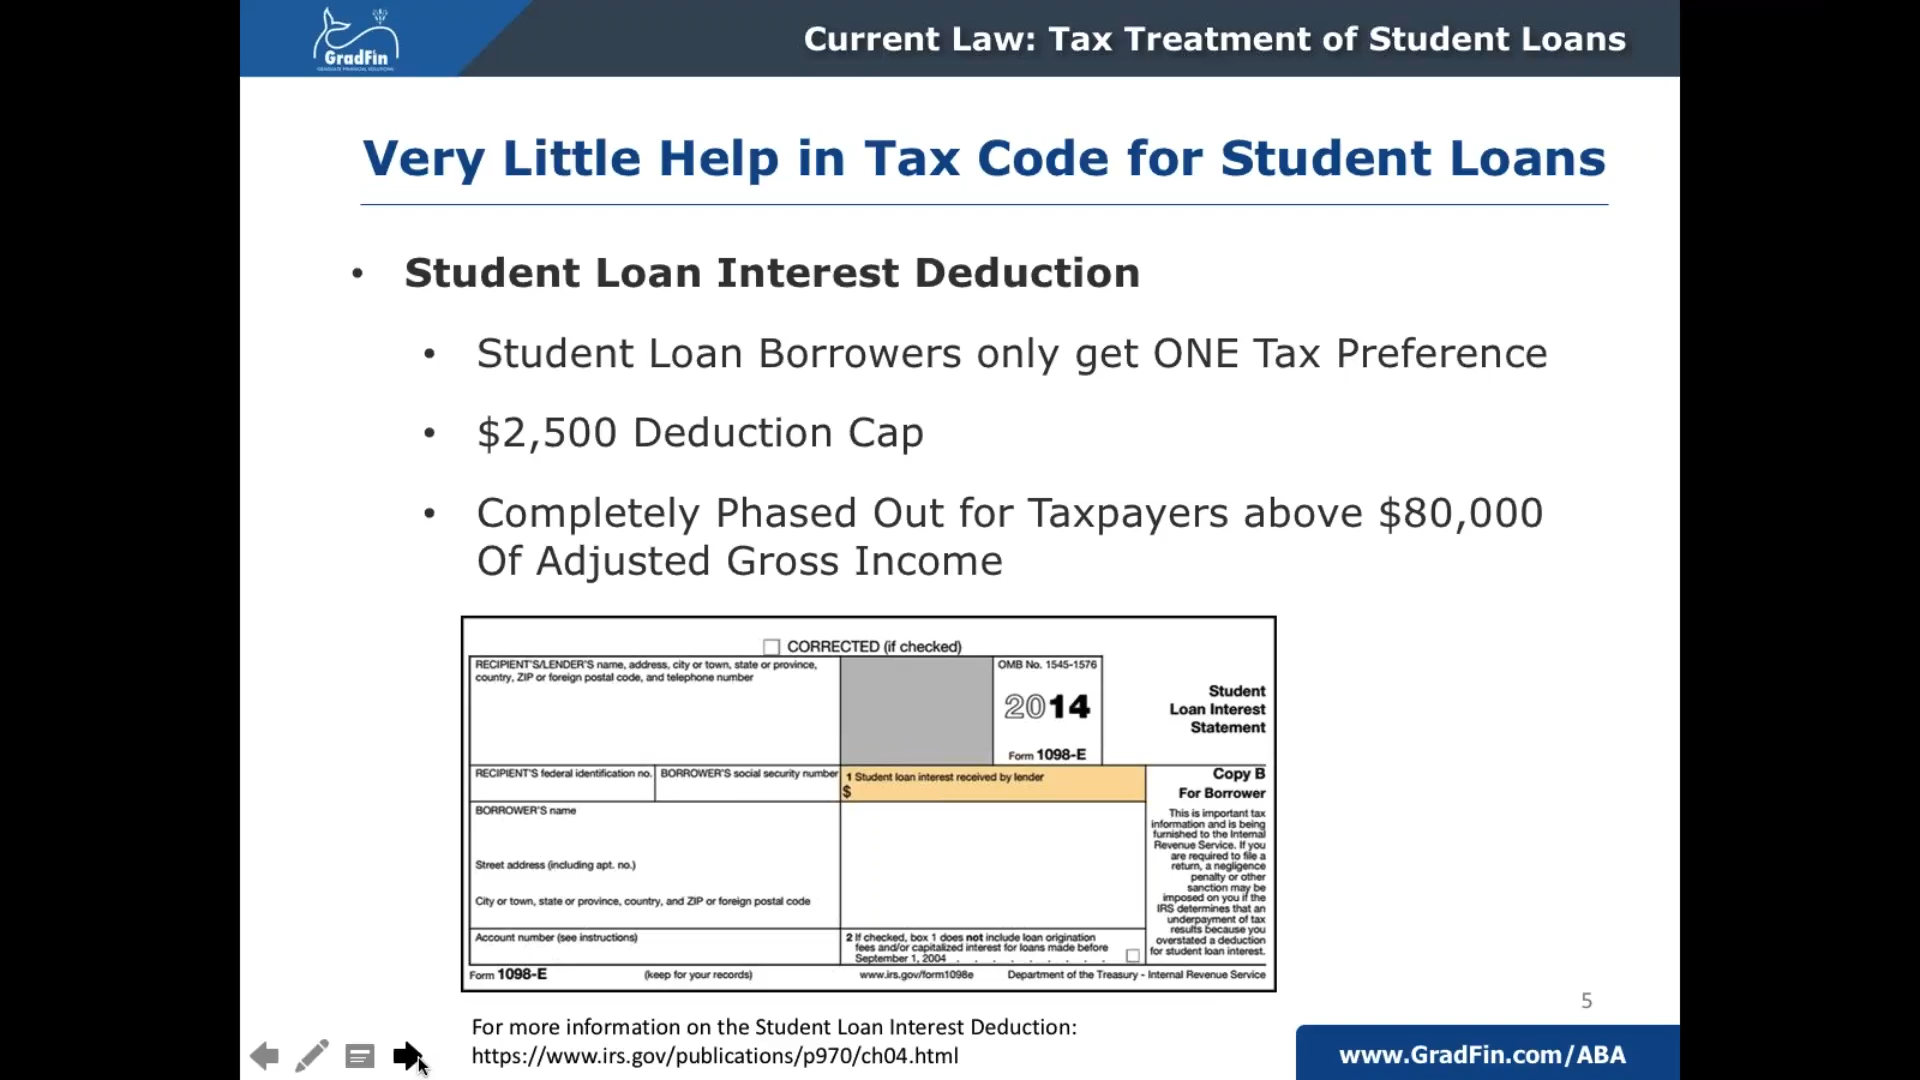 GradFin
GRADUATE FINANCIAL SOLUTIONS
Current Law: Tax Treatment of Student Loans
Very Little Help in Tax Code for Student Loans
• Student Loan Interest Deduction
• Student Loan Borrowers only get ONE Tax Preference
• $2,500 Deduction Cap
• Completely Phased Out for Taxpayers above $80,000
Of Adjusted Gross Income
CORRECTED (if checked)
RECIPIENT'S/LENDER'S name, address, city or town, state or province,
country, ZIP or foreign postal code, and telephone number
OMB No. 1545-1576
2014
Form 1098-E
Student
Loan Interest
Statement
RECIPIENT'S federal identification no.
BORROWER'S social security number
1 Student loan interest received by lender
$
Copy B
For Borrower
BORROWER'S name
Street address (including apt. no.)
City or town, state or province, country, and ZIP or foreign postal code
This is important tax
information and is being
furnished to the Internal
Revenue Service. If you
are required to file a
return, a negligence
penalty or other
sanction may be
imposed on you if the
IRS determines that an
underpayment of tax
results because you
overstated a deduction
for student loan interest.
Account number (see instructions)
2 If checked, box 1 does not include loan origination
fees and/or capitalized interest for loans made before
September 1, 2004 . . . . . . . . . .
Form 1098-E
(keep for your records)
www.irs.gov/form1098e
Department of the Treasury - Internal Revenue Service
5
For more information on the Student Loan Interest Deduction:
https://www.irs.gov/publications/p970/ch04.html
www.GradFin.com/ABA